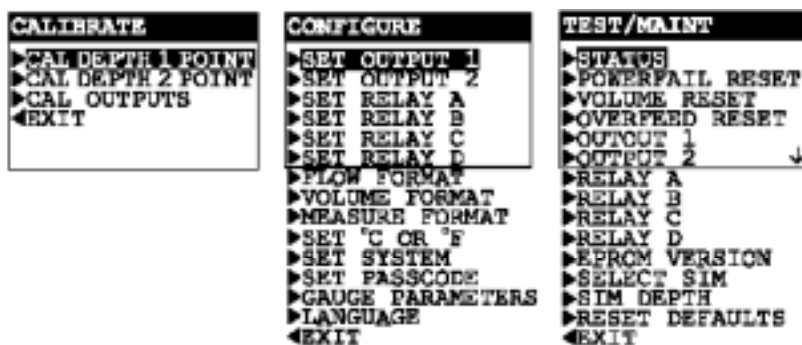 CALIBRATE
▶CAL DEPTH 1 POINT
▶CAL DEPTH 2 POINT
▶CAL OUTPUTS
◀EXIT
CONFIGURE
▶SET OUTPUT 1
▶SET OUTPUT 2
▶SET RELAY A
▶SET RELAY B
▶SET RELAY C
▶SET RELAY D
▶FLOW FORMAT
▶VOLUME FORMAT
▶MEASURE FORMAT
▶SET °C OR °F
▶SET SYSTEM
▶SET PASSCODE
▶GAUGE PARAMETERS
▶LANGUAGE
◀EXIT
TEST/MAINT
▶STATUS
▶POWERFAIL RESET
▶VOLUME RESET
▶OVERFEED RESET
▶OUTCUT 1
▶OUTPUT 2 ↓
▶RELAY A
▶RELAY B
▶RELAY C
▶RELAY D
▶EPROM VERSION
▶SELECT SIM
▶SIM DEPTH
▶RESET DEFAULTS
◀EXIT